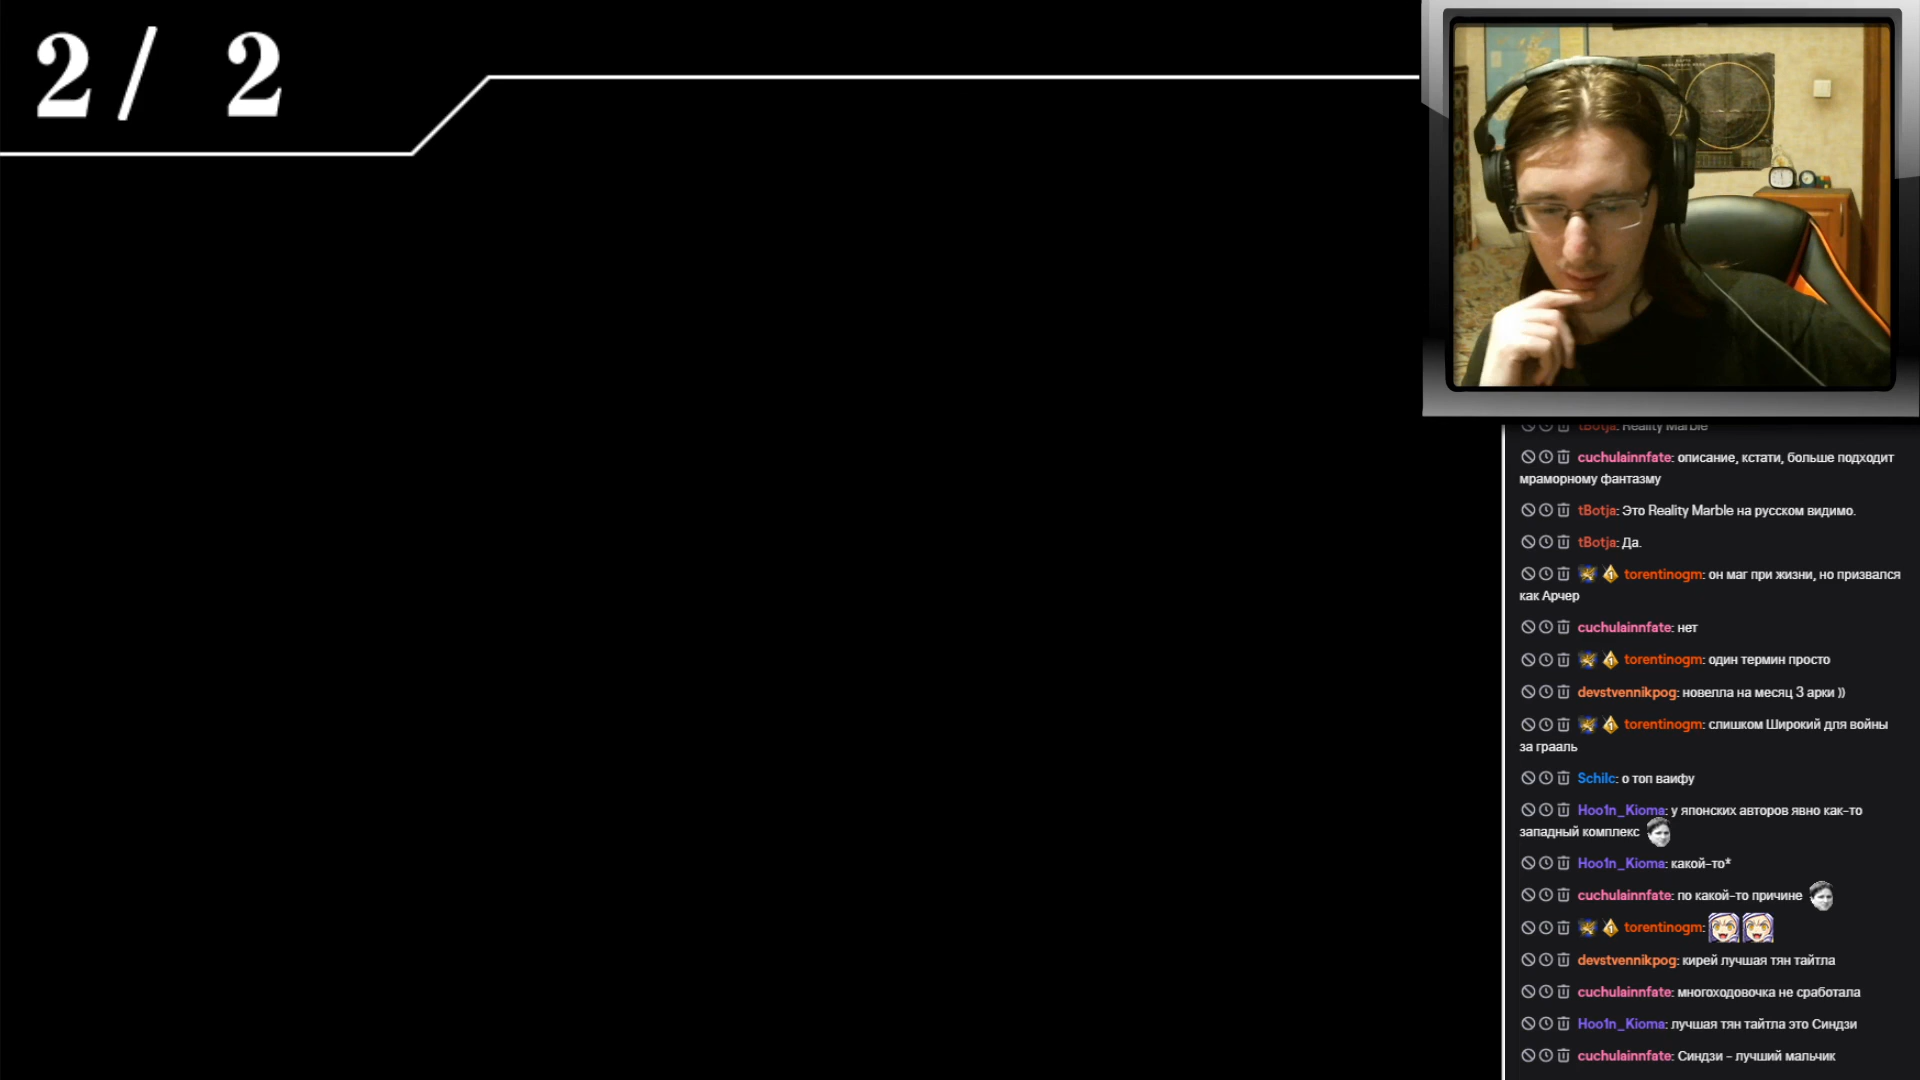 2/ 2
tBotja: Reality Marble
cuchulainnfate: описание, кстати, больше подходит
мраморному фантазму
tBotja: Это Reality Marble на русском видимо.
tBotja: Да.
torentinogm: он маг при жизни, но призвался
как Арчер
cuchulainnfate: нет
torentinogm: один термин просто
devstvennikpog: новелла на месяц 3 арки ))
torentinogm: слишком Широкий для войны
за грааль
Schilc: о топ ваифу
Hoo1n_Kioma: у японских авторов явно как-то
западный комплекс
Hoo1n_Kioma: какой-то*
cuchulainnfate: по какой-то причине
torentinogm:
devstvennikpog: кирей лучшая тян тайтла
cuchulainnfate: многоходовочка не сработала
Hoo1n_Kioma: лучшая тян тайтла это Синдзи
cuchulainnfate: Синдзи - лучший мальчик